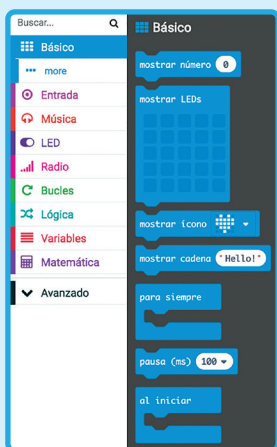 Buscar...
Básico
more
Entrada
Música
LED
Radio
Bucles
Lógica
Variables
Matemática
Avanzado
Básico
mostrar número 0
mostrar LEDs
mostrar ícono
mostrar cadena "Hello!"
para siempre
pausa (ms) 100
al iniciar